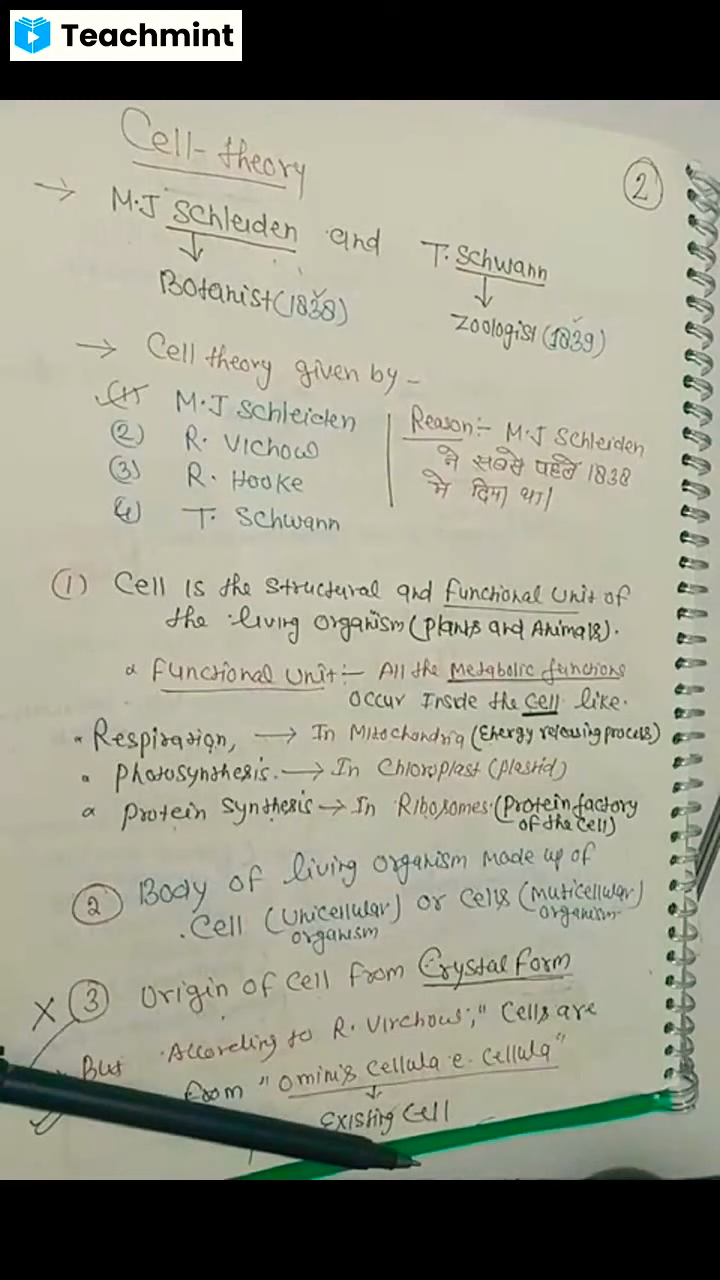 Teachmint
Cell-theory
2
→ M.J Schleiden and T. Schwann
Botanist (1838)
Zoologist (1839)
→ Cell theory given by -
(1) M.J Schleiden
(2) R. Vichow
(3) R. Hooke
(4) T. Schwann
Reason:- M.J Schleiden
ने सबसे पहले 1838
मे दिया था।
(1) Cell is the structural and functional unit of
the living organism (plants and Animals).
Functional unit:- All the Metabolic functions
occur inside the cell like.
Respiration, → In Mitochondria (Energy releasing process)
Photosynthesis. → In Chloroplast (plastid)
Protein synthesis → In Ribosomes (Protein factory
of the cell)
(2) Body of living organism made up of
Cell (Unicellular organism) or cells (Muticellular organism)
X (3) Origin of cell from Crystal form
But According to R. Virchous, "Cells are
from "ominis cellula e. cellula"
Existing Cell